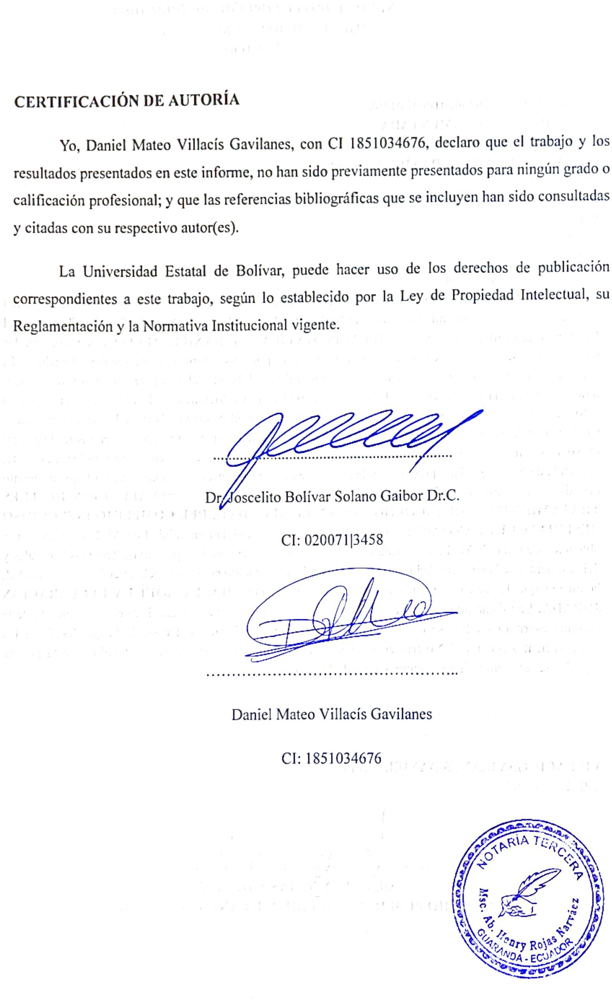 CERTIFICACIÓN DE AUTORÍA
Yo, Daniel Mateo Villacís Gavilanes, con CI 1851034676, declaro que el trabajo y los
resultados presentados en este informe, no han sido previamente presentados para ningún grado o
calificación profesional; y que las referencias bibliográficas que se incluyen han sido consultadas
y citadas con su respectivo autor(es).
La Universidad Estatal de Bolívar, puede hacer uso de los derechos de publicación
correspondientes a este trabajo, según lo establecido por la Ley de Propiedad Intelectual, su
Reglamentación y la Normativa Institucional vigente.
Dr. Joscelito Bolívar Solano Gaibor Dr.C.
CI: 020071|3458
Daniel Mateo Villacís Gavilanes
CI: 1851034676
NOTARÍA TERCERA
Msc. Ab. Henry Rojas Narváez
GUARANDA - ECUADOR